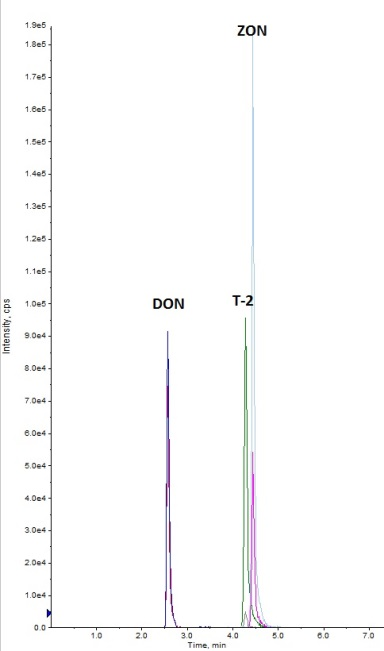 1.9e5
ZON
1.8e5
1.7e5
1.6e5
1.5e5
1.4e5
1.3e5
1.2e5
1.1e5
1.0e5
DON
T-2
9.0e4
8.0e4
7.0e4
6.0e4
5.0e4
4.0e4
3.0e4
2.0e4
1.0e4
0.0
Intensity, cps
1.0 2.0 3.0 4.0 5.0 6.0 7.0
Time, min